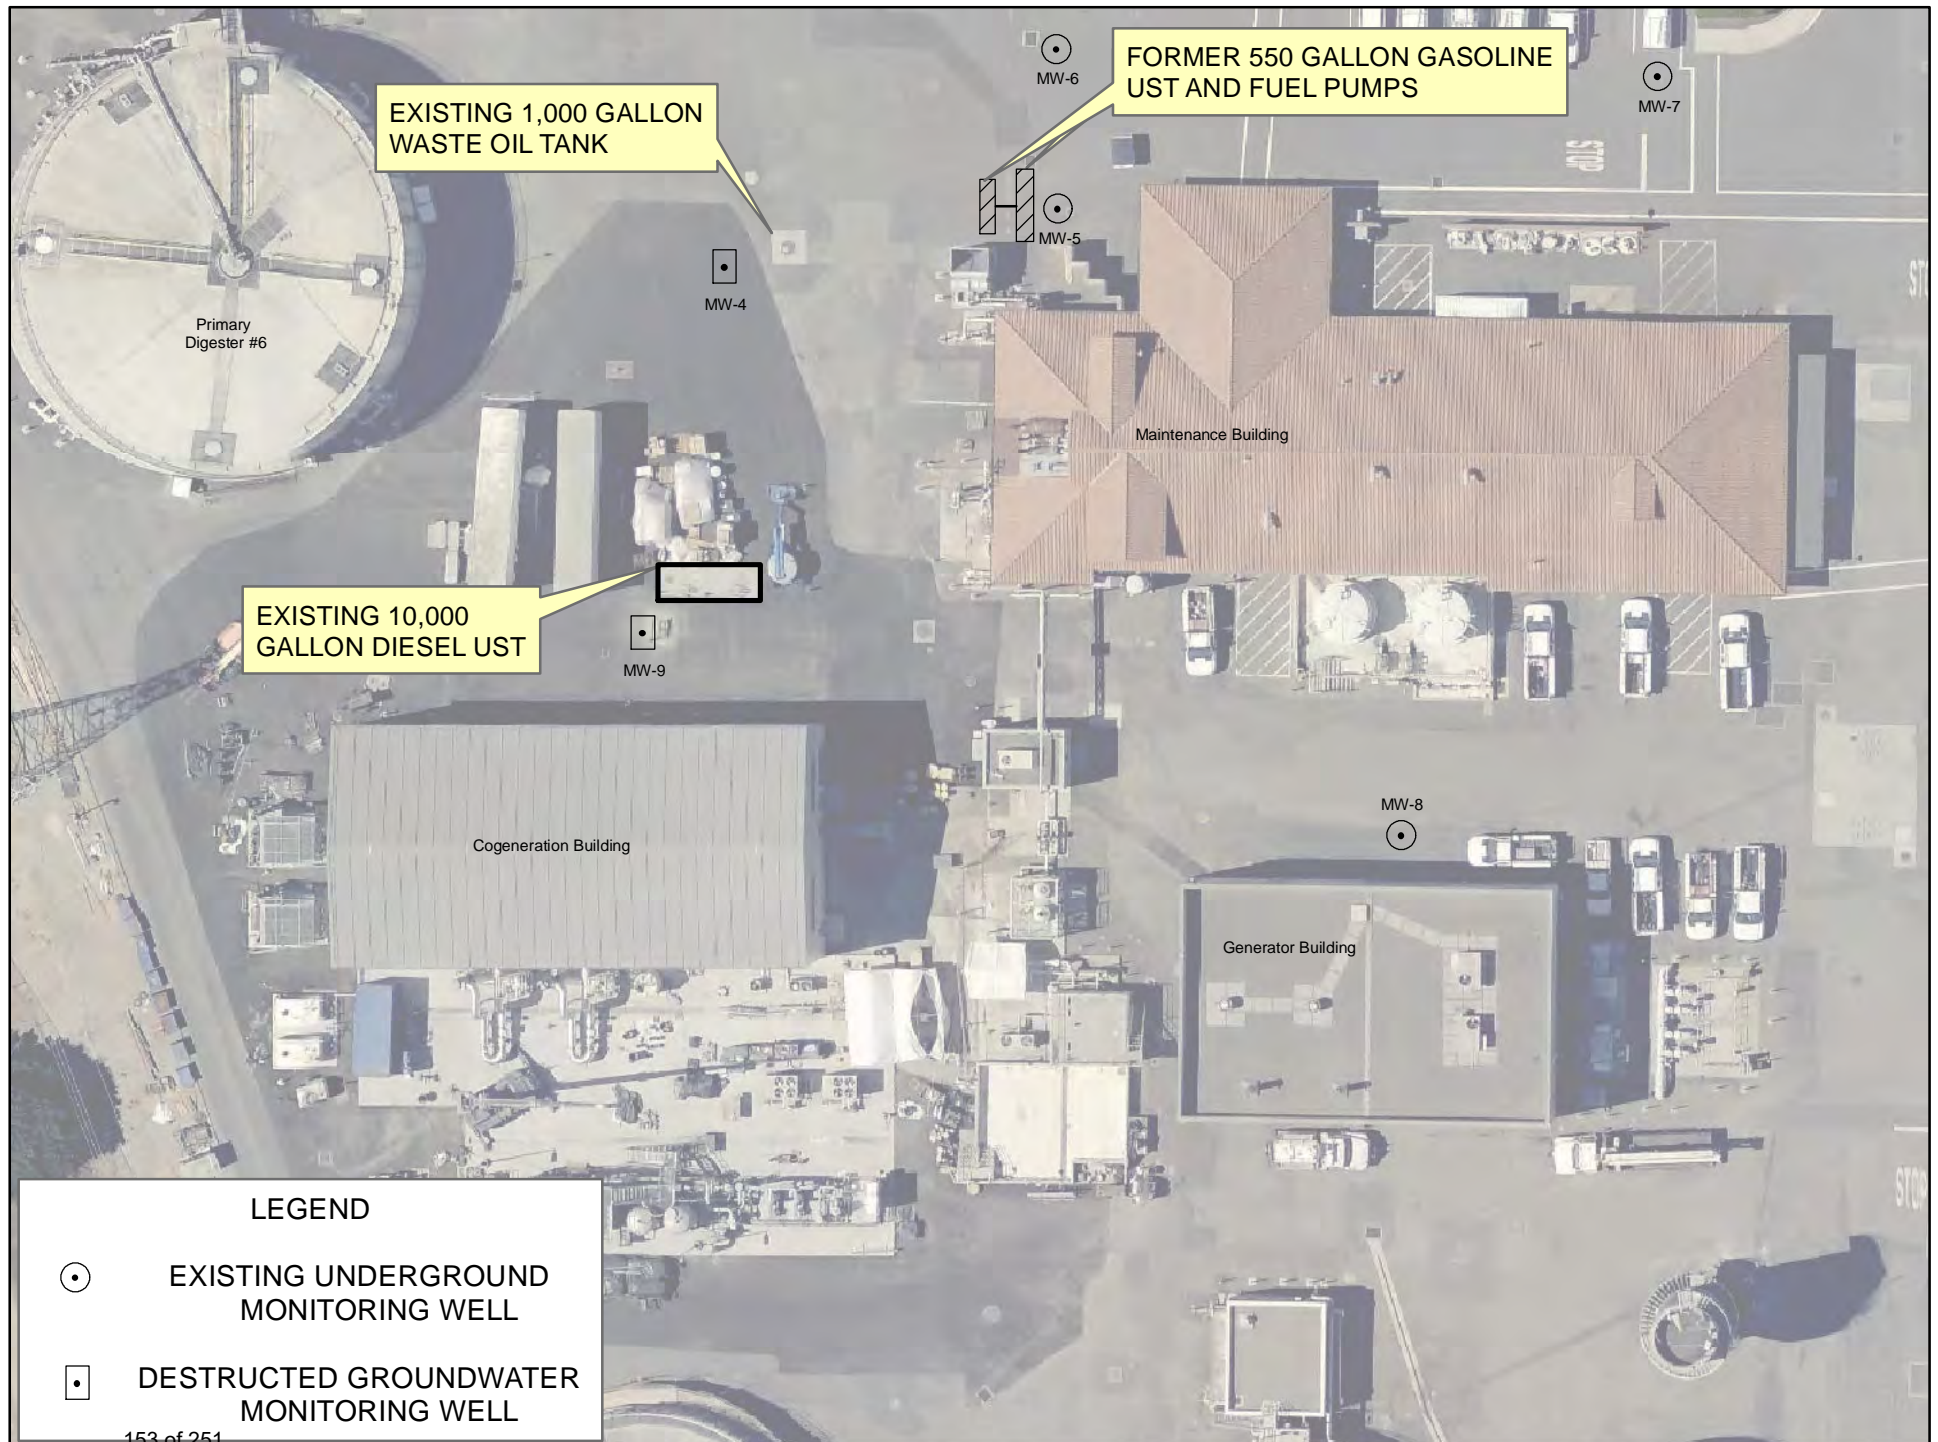 MW-6
FORMER 550 GALLON GASOLINE
UST AND FUEL PUMPS
MW-7
EXISTING 1,000 GALLON
WASTE OIL TANK
STOP
MW-5
MW-4
Primary
Digester #6
Maintenance Building
EXISTING 10,000
GALLON DIESEL UST
MW-9
MW-8
Cogeneration Building
Generator Building
STOP
LEGEND
EXISTING UNDERGROUND
MONITORING WELL
DESTRUCTED GROUNDWATER
MONITORING WELL
153 of 251